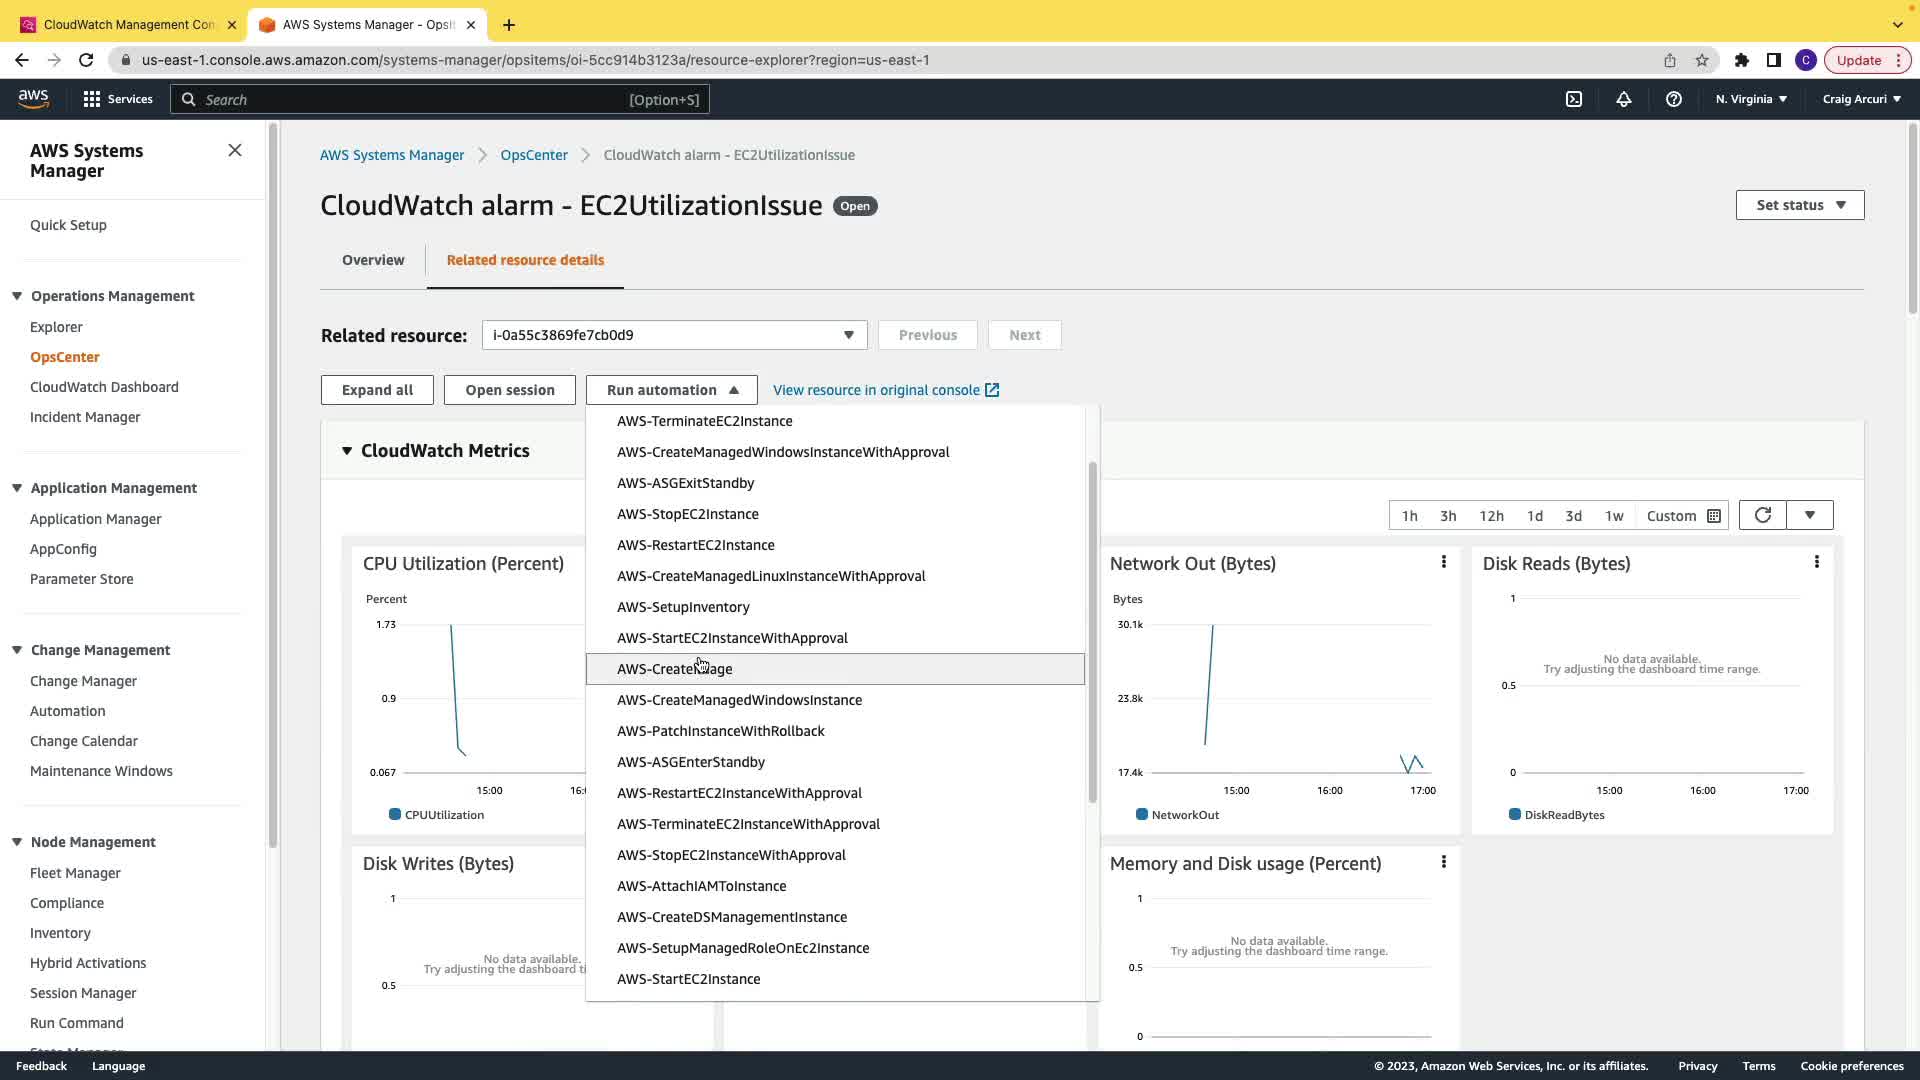 CloudWatch Management Con
AWS Systems Manager - OpsIt
us-east-1.console.aws.amazon.com/systems-manager/opsitems/oi-5cc914b3123a/resource-explorer?region=us-east-1
C
Update
aws
Services
Search
[Option+S]
N. Virginia
Craig Arcuri
AWS Systems
Manager
Quick Setup
Operations Management
Explorer
OpsCenter
CloudWatch Dashboard
Incident Manager
Application Management
Application Manager
AppConfig
Parameter Store
Change Management
Change Manager
Automation
Change Calendar
Maintenance Windows
Node Management
Fleet Manager
Compliance
Inventory
Hybrid Activations
Session Manager
Run Command
AWS Systems Manager
OpsCenter
CloudWatch alarm - EC2UtilizationIssue
CloudWatch alarm - EC2UtilizationIssue
Open
Set status
Overview
Related resource details
Related resource:
i-0a55c3869fe7cb0d9
Previous
Next
Expand all
Open session
Run automation
View resource in original console
AWS-TerminateEC2Instance
AWS-CreateManagedWindowsInstanceWithApproval
AWS-ASGExitStandby
AWS-StopEC2Instance
AWS-RestartEC2Instance
AWS-CreateManagedLinuxInstanceWithApproval
AWS-SetupInventory
AWS-StartEC2InstanceWithApproval
AWS-CreateImage
AWS-CreateManagedWindowsInstance
AWS-PatchInstanceWithRollback
AWS-ASGEnterStandby
AWS-RestartEC2InstanceWithApproval
AWS-TerminateEC2InstanceWithApproval
AWS-StopEC2InstanceWithApproval
AWS-AttachIAMToInstance
AWS-CreateDSManagementInstance
AWS-SetupManagedRoleOnEc2Instance
AWS-StartEC2Instance
CloudWatch Metrics
1h 3h 12h 1d 3d 1w Custom
CPU Utilization (Percent)
Percent
1.73
0.9
0.067
15:00 16:0
CPUUtilization
Network Out (Bytes)
Bytes
30.1k
23.8k
17.4k
15:00 16:00 17:00
NetworkOut
Disk Reads (Bytes)
1
No data available.
Try adjusting the dashboard time range.
0.5
0
15:00 16:00 17:00
DiskReadBytes
Disk Writes (Bytes)
1
No data available.
Try adjusting the dashboard ti
0.5
Memory and Disk usage (Percent)
1
No data available.
Try adjusting the dashboard time range.
0.5
0
Feedback
Language
© 2023, Amazon Web Services, Inc. or its affiliates.
Privacy
Terms
Cookie preferences